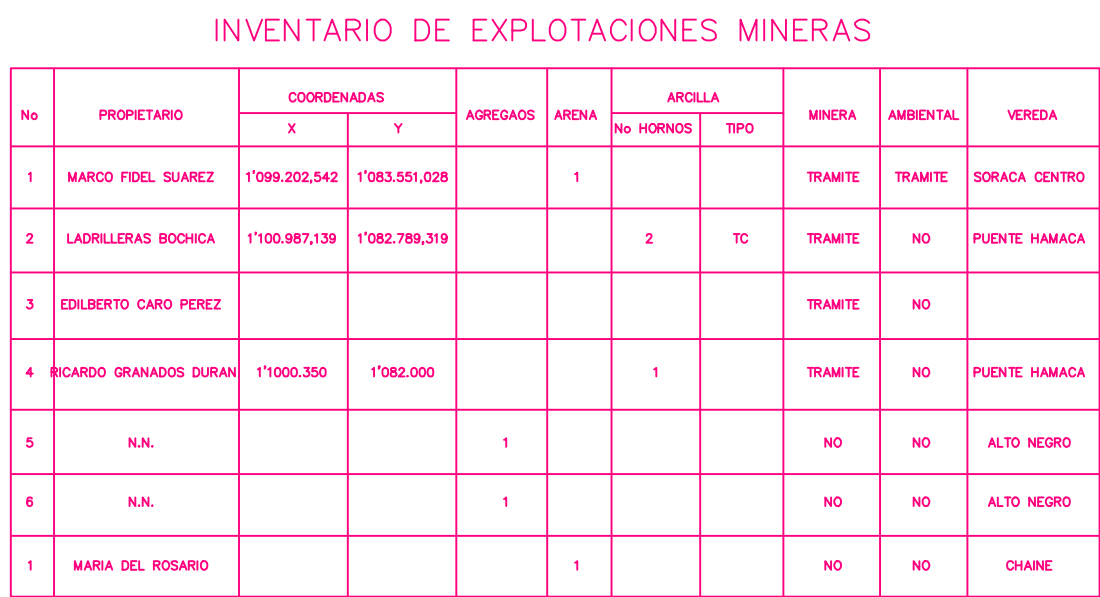 INVENTARIO DE EXPLOTACIONES MINERAS
No PROPIETARIO COORDENADAS AGREGAOS ARENA ARCILLA MINERA AMBIENTAL VEREDA
X Y No HORNOS TIPO
1 MARCO FIDEL SUAREZ 1'099.202,542 1'083.551,028 1 TRAMITE TRAMITE SORACA CENTRO
2 LADRILLERAS BOCHICA 1'100.987,139 1'082.789,319 2 TC TRAMITE NO PUENTE HAMACA
3 EDILBERTO CARO PEREZ TRAMITE NO
4 RICARDO GRANADOS DURAN 1'1000.350 1'082.000 1 TRAMITE NO PUENTE HAMACA
5 N.N. 1 NO NO ALTO NEGRO
6 N.N. 1 NO NO ALTO NEGRO
1 MARIA DEL ROSARIO 1 NO NO CHAINE